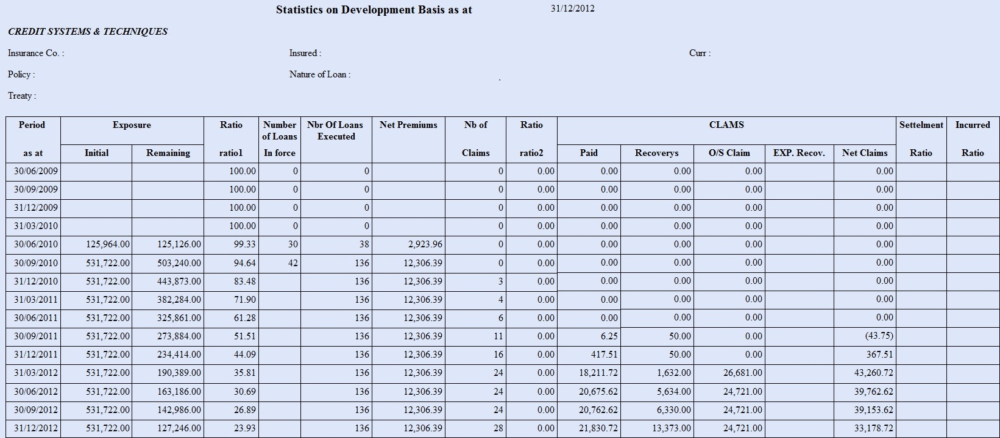 Statistics on Developpment Basis as at 31/12/2012
CREDIT SYSTEMS & TECHNIQUES
Insurance Co. : Insured : Curr :
Policy : Nature of Loan : .
Treaty :
Period Exposure Ratio Number Nbr Of Loans Net Premiums Nb of Ratio CLAMS Settelment Incurred
of Loans Executed
as at Initial Remaining ratio1 In force Claims ratio2 Paid Recoverys O/S Claim EXP. Recov. Net Claims Ratio Ratio
30/06/2009 100.00 0 0 0 0.00 0.00 0.00 0.00 0.00
30/09/2009 100.00 0 0 0 0.00 0.00 0.00 0.00 0.00
31/12/2009 100.00 0 0 0 0.00 0.00 0.00 0.00 0.00
31/03/2010 100.00 0 0 0 0.00 0.00 0.00 0.00 0.00
30/06/2010 125,964.00 125,126.00 99.33 30 38 2,923.96 0 0.00 0.00 0.00 0.00 0.00
30/09/2010 531,722.00 503,240.00 94.64 42 136 12,306.39 0 0.00 0.00 0.00 0.00 0.00
31/12/2010 531,722.00 443,873.00 83.48 136 12,306.39 3 0.00 0.00 0.00 0.00 0.00
31/03/2011 531,722.00 382,284.00 71.90 136 12,306.39 4 0.00 0.00 0.00 0.00 0.00
30/06/2011 531,722.00 325,861.00 61.28 136 12,306.39 6 0.00 0.00 0.00 0.00 0.00
30/09/2011 531,722.00 273,884.00 51.51 136 12,306.39 11 0.00 6.25 50.00 0.00 (43.75)
31/12/2011 531,722.00 234,414.00 44.09 136 12,306.39 16 0.00 417.51 50.00 0.00 367.51
31/03/2012 531,722.00 190,389.00 35.81 136 12,306.39 24 0.00 18,211.72 1,632.00 26,681.00 43,260.72
30/06/2012 531,722.00 163,186.00 30.69 136 12,306.39 24 0.00 20,675.62 5,634.00 24,721.00 39,762.62
30/09/2012 531,722.00 142,986.00 26.89 136 12,306.39 24 0.00 20,762.62 6,330.00 24,721.00 39,153.62
31/12/2012 531,722.00 127,246.00 23.93 136 12,306.39 28 0.00 21,830.72 13,373.00 24,721.00 33,178.72